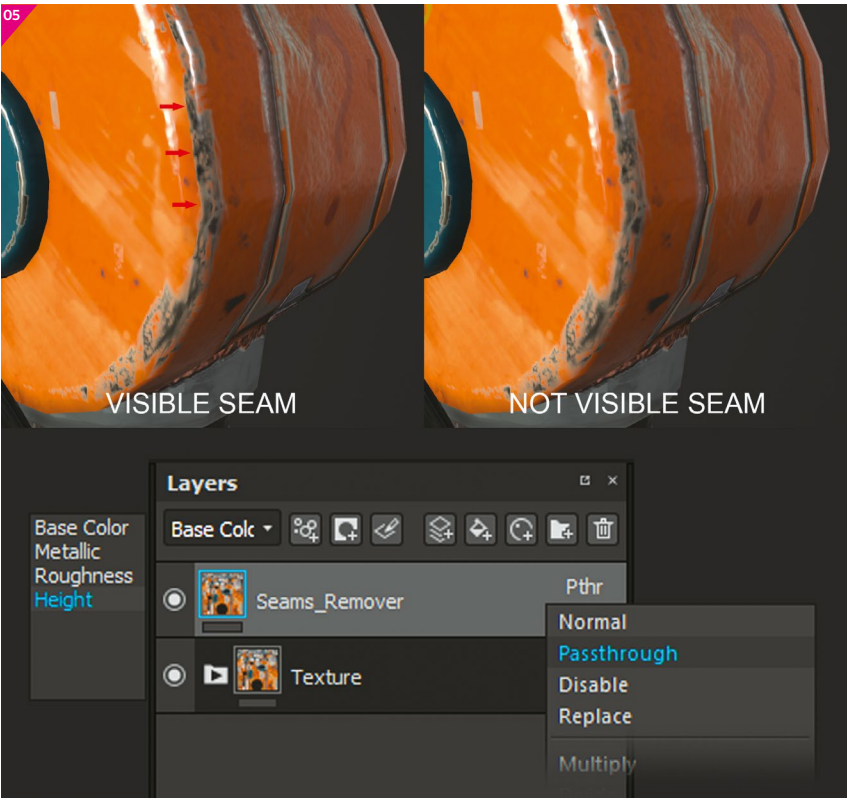 05
VISIBLE SEAM
NOT VISIBLE SEAM
Layers
Base Color
Metallic
Roughness
Height
Base Colc
Seams_Remover
Pthr
Texture
Normal
Passthrough
Disable
Replace
Multiply